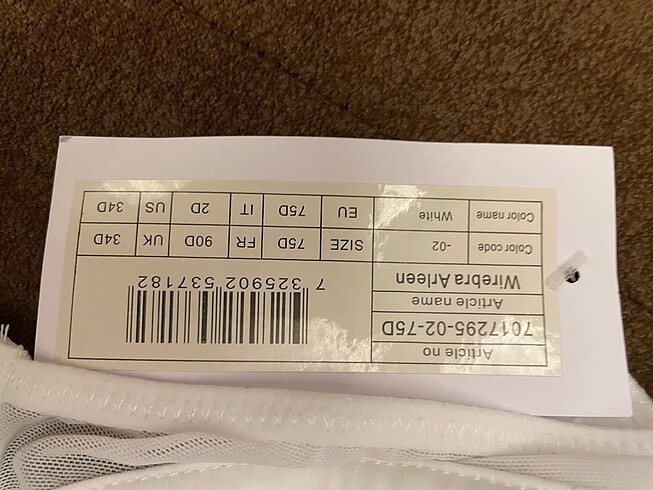 Article no
7017295-02-75D
Article name
Wirebra Arleen
Color code -02
Color name White
7 325902 537182
SIZE 75D FR 90D UK 34D
EU 75D IT 2D US 34D